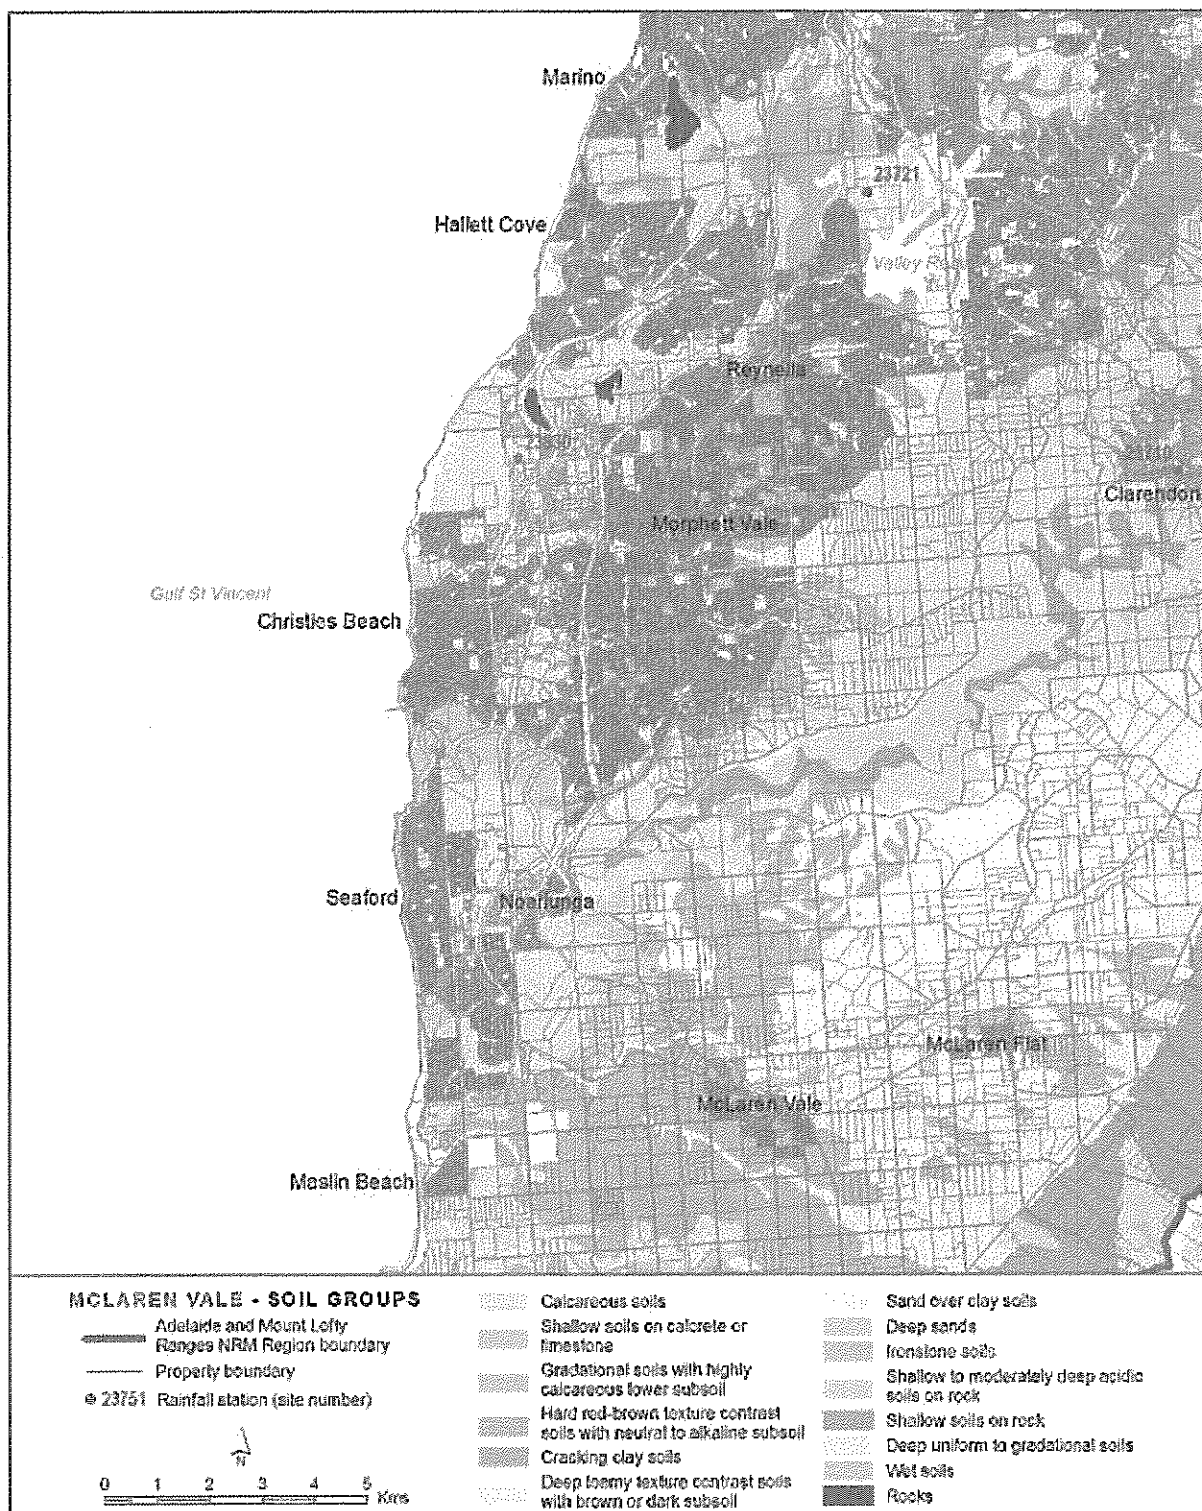 Marino
23721
Hallett Cove
Valley
Reynella
Clarendon
Morphett Vale
Gulf St Vincent
Christies Beach
Seaford
Noarlunga
McLaren Flat
McLaren Vale
Maslin Beach
MCLAREN VALE - SOIL GROUPS
Adelaide and Mount Lofty
Ranges NRM Region boundary
Property boundary
23751 Rainfall station (site number)
N
0 1 2 3 4 5
Kms
Calcareous soils
Shallow soils on calcrete or
limestone
Gradational soils with highly
calcareous lower subsoil
Hard red-brown texture contrast
soils with neutral to alkaline subsoil
Cracking clay soils
Deep loamy texture contrast soils
with brown or dark subsoil
Sand over clay soils
Deep sands
Ironstone soils
Shallow to moderately deep acidic
soils on rock
Shallow soils on rock
Deep uniform to gradational soils
Wet soils
Rocks